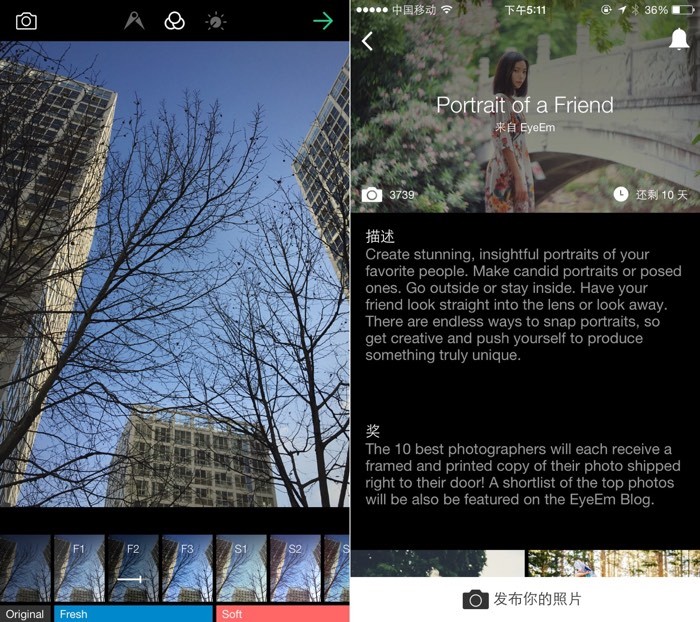 F1
F2
F3
S1
S2
S
Original
Fresh
Soft
中国移动
下午5:11
36%
Portrait of a Friend
来自 EyeEm
3739
还剩 10 天
描述
Create stunning, insightful portraits of your
favorite people. Make candid portraits or posed
ones. Go outside or stay inside. Have your
friend look straight into the lens or look away.
There are endless ways to snap portraits, so
get creative and push yourself to produce
something truly unique.
奖
The 10 best photographers will each receive a
framed and printed copy of their photo shipped
right to their door! A shortlist of the top photos
will be also be featured on the EyeEm Blog.
发布你的照片